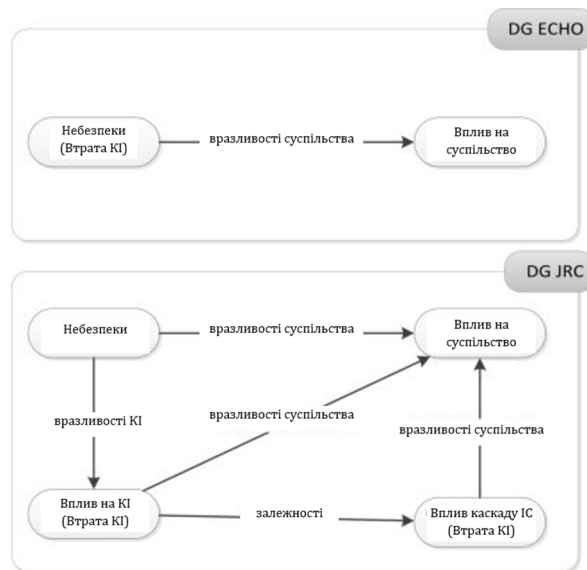 DG ECHO
Небезпеки
(Втрата КІ)
вразливості суспільства
Вплив на
суспільство
DG JRC
Небезпеки
вразливості суспільства
Вплив на
суспільство
вразливості КІ
вразливості суспільства
вразливості суспільства
Вплив на КІ
(Втрата КІ)
залежності
Вплив каскаду ІС
(Втрата КІ)